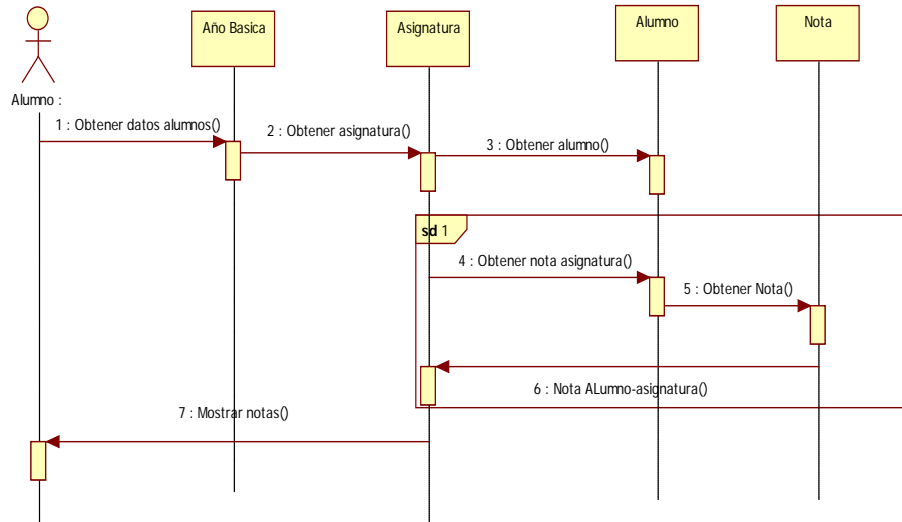 Año Basica
Asignatura
Alumno
Nota
Alumno :
1 : Obtener datos alumnos()
2 : Obtener asignatura()
3 : Obtener alumno()
sd 1
4 : Obtener nota asignatura()
5 : Obtener Nota()
6 : Nota ALumno-asignatura()
7 : Mostrar notas()